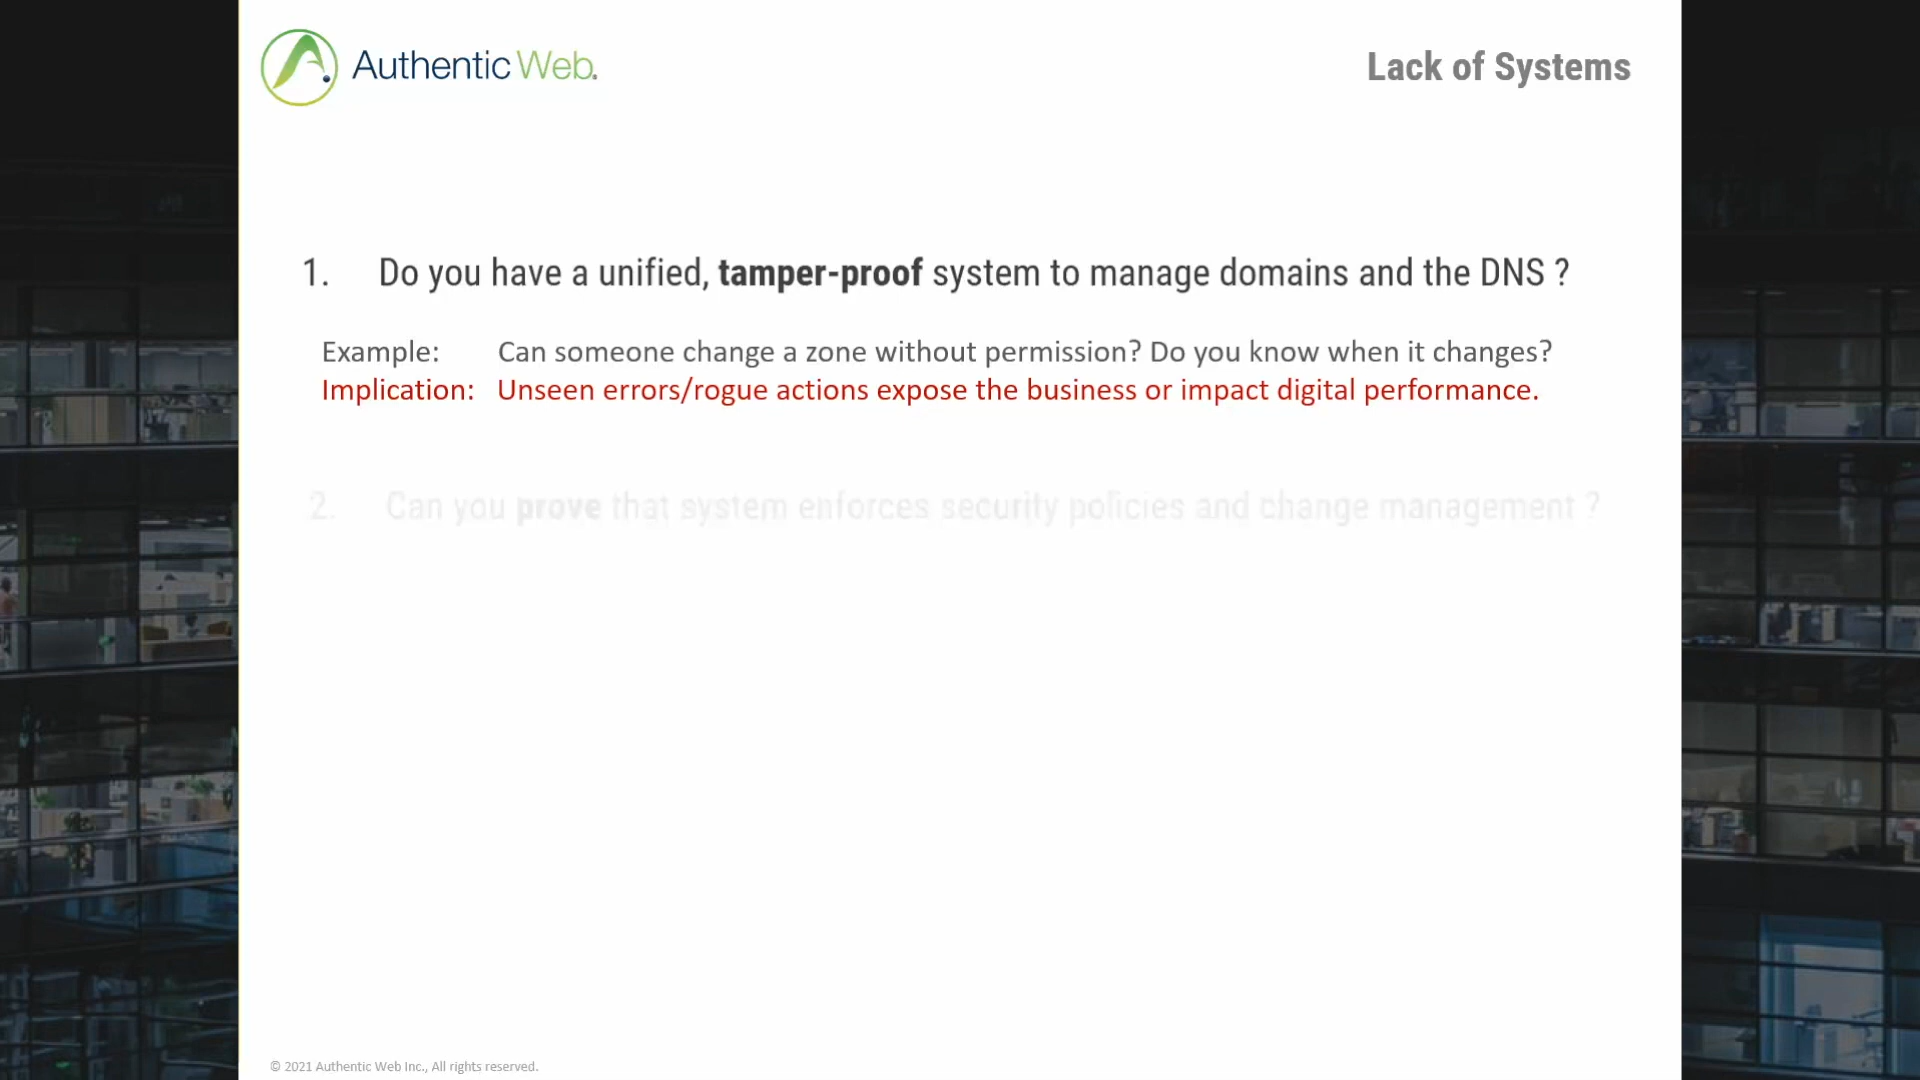 Authentic Web.
Lack of Systems
1. Do you have a unified, tamper-proof system to manage domains and the DNS ?
Example: Can someone change a zone without permission? Do you know when it changes?
Implication: Unseen errors/rogue actions expose the business or impact digital performance.
2. Can you prove that system enforces security policies and change management ?
© 2021 Authentic Web Inc., All rights reserved.